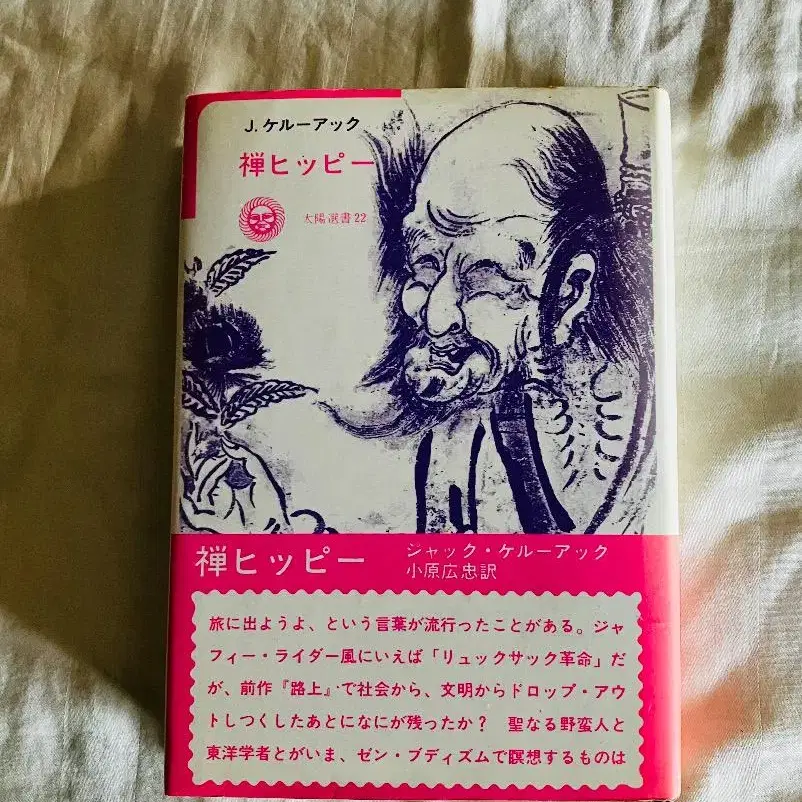 J. ケルーアック
禅ヒッピー
太陽選書 22
禅ヒッピー
ジャック・ケルーアック
小原広忠訳
旅に出ようよ、という言葉が流行ったことがある。ジャ
フィー・ライダー風にいえば「リュックサック革命」だ
が、前作『路上』で社会から、文明からドロップ・アウ
トしつくしたあとになにが残ったか？　聖なる野蛮人と
東洋学者とがいま、ゼン・ブディズムで瞑想するものは